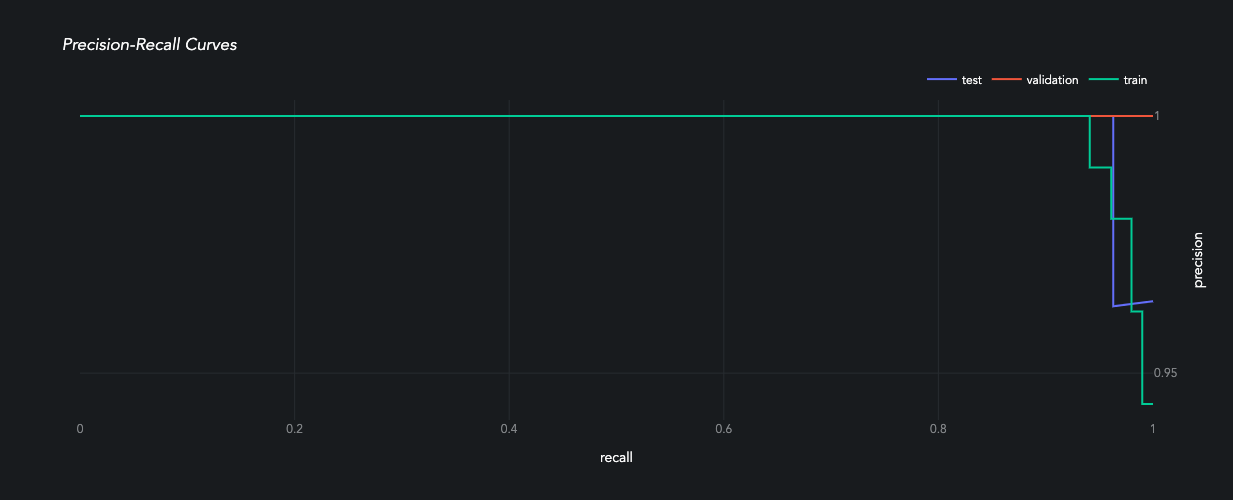 Precision-Recall Curves
test validation train
1
precision
0.95
0 0.2 0.4 0.6 0.8 1
recall